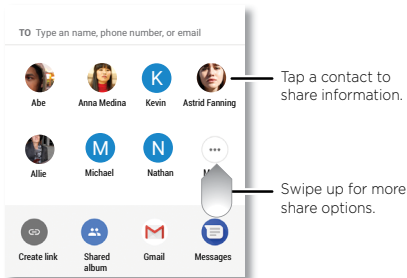 TO Type an name, phone number, or email
K
Abe Anna Medina Kevin Astrid Fanning
Tap a contact to
share information.
M N
Allie Michael Nathan
Swipe up for more
share options.
Create link Shared album Gmail Messages